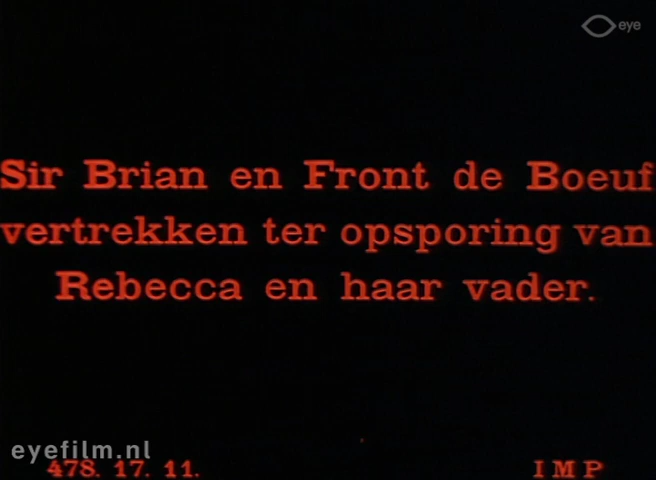 eye
Sir Brian en Front de Boeuf
vertrekken ter opsporing van
Rebecca en haar vader.
eyefilm.nl
478. 17. 11.
IMP